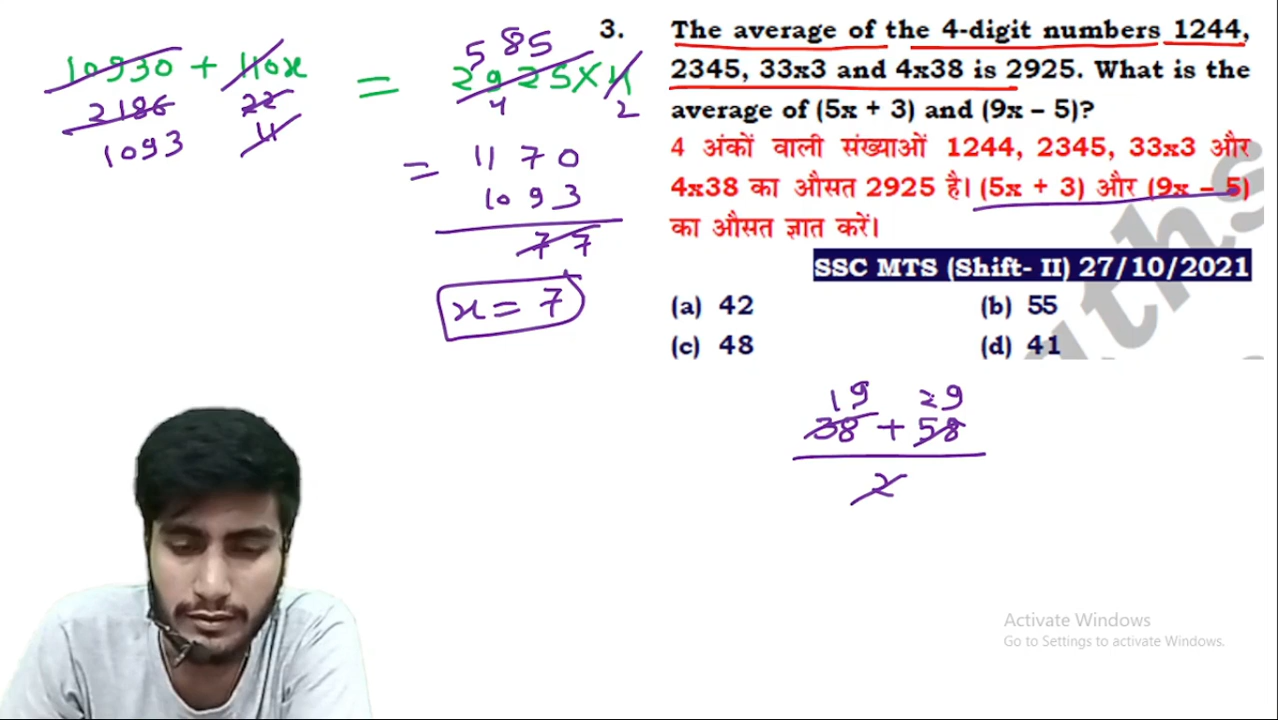 10930 + 110x = 2925 x 4
2186 22 585
1093 11 4 2
= 1170
1093
77
x = 7
3. The average of the 4-digit numbers 1244,
2345, 33x3 and 4x38 is 2925. What is the
average of (5x + 3) and (9x – 5)?
4 अंकों वाली संख्याओं 1244, 2345, 33x3 और
4x38 का औसत 2925 है। (5x + 3) और (9x – 5)
का औसत ज्ञात करें।
SSC MTS (Shift- II) 27/10/2021
(a) 42 (b) 55
(c) 48 (d) 41
19 29
38 + 58
2
Activate Windows
Go to Settings to activate Windows.